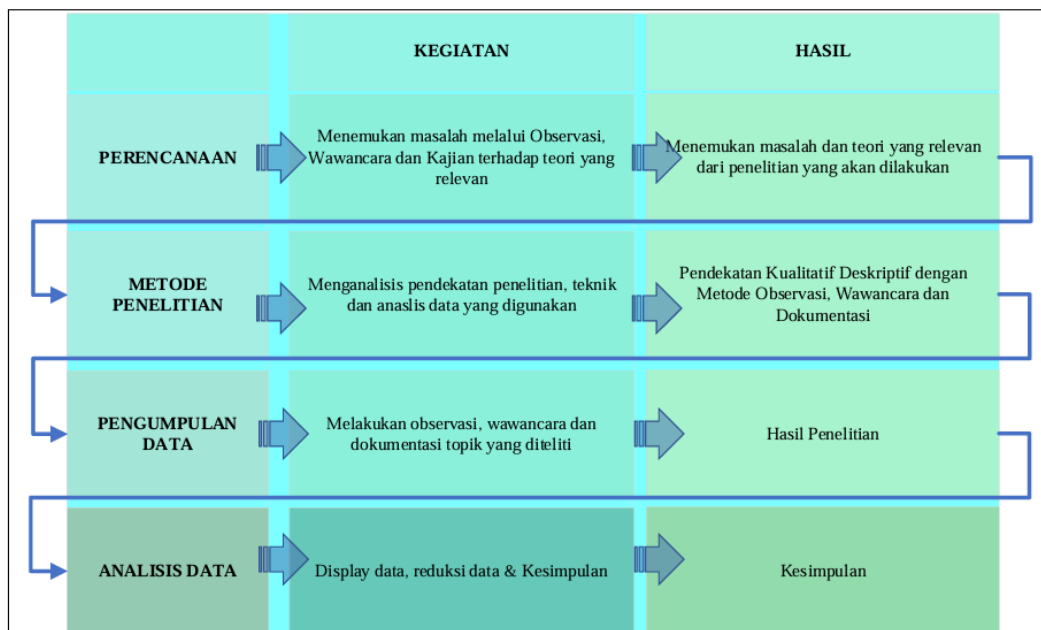 KEGIATAN
HASIL
PERENCANAAN
Menemukan masalah melalui Observasi,
Wawancara dan Kajian terhadap teori yang
relevan
Menemukan masalah dan teori yang relevan
dari penelitian yang akan dilakukan
METODE
PENELITIAN
Menganalisis pendekatan penelitian, teknik
dan anaslis data yang digunakan
Pendekatan Kualitatif Deskriptif dengan
Metode Observasi, Wawancara dan
Dokumentasi
PENGUMPULAN
DATA
Melakukan observasi, wawancara dan
dokumentasi topik yang diteliti
Hasil Penelitian
ANALISIS DATA
Display data, reduksi data & Kesimpulan
Kesimpulan